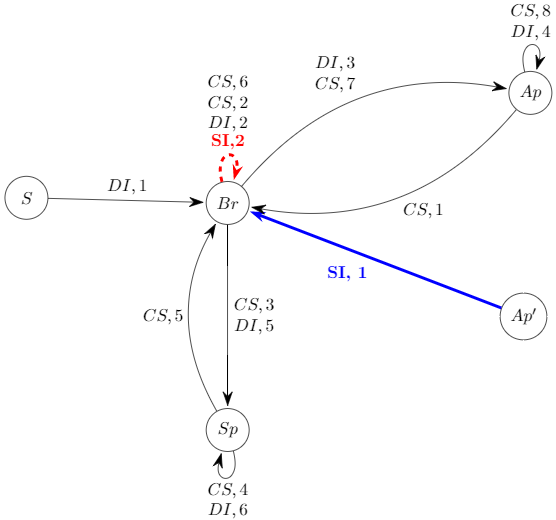 CS, 8
DI, 4
Ap
DI, 3
CS, 7
CS, 6
CS, 2
DI, 2
SI,2
S
DI, 1
Br
CS, 1
SI, 1
Ap′
CS, 5
CS, 3
DI, 5
Sp
CS, 4
DI, 6